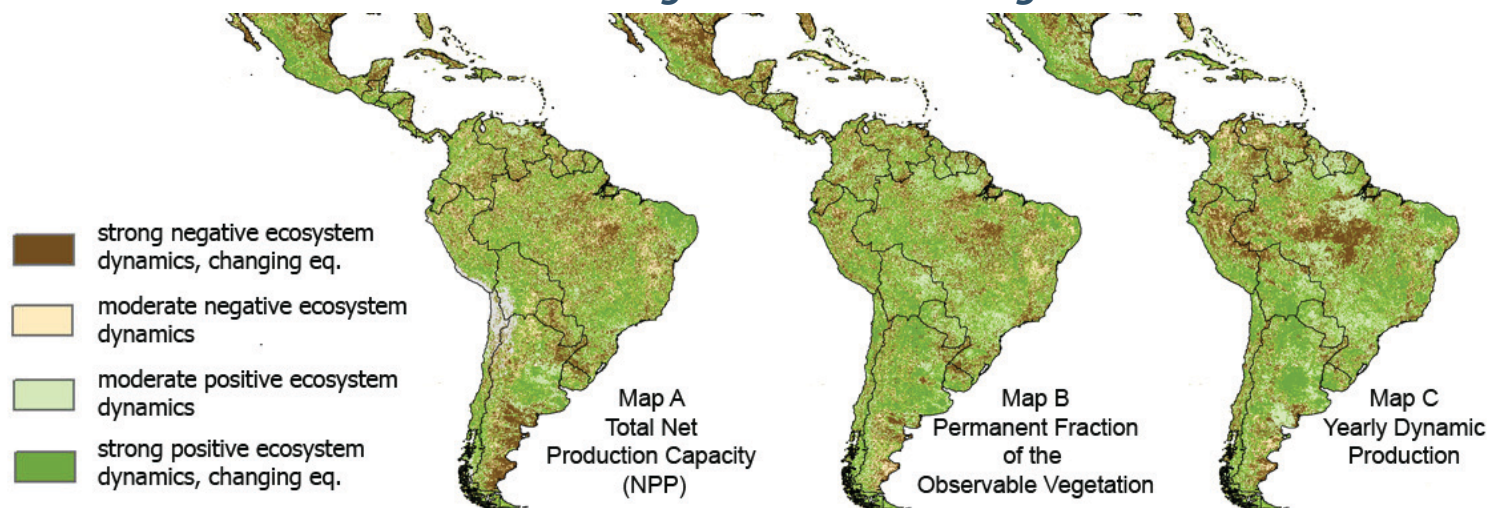 strong negative ecosystem
dynamics, changing eq.
moderate negative ecosystem
dynamics
moderate positive ecosystem
dynamics
strong positive ecosystem
dynamics, changing eq.
Map A
Total Net
Production Capacity
(NPP)
Map B
Permanent Fraction
of the
Observable Vegetation
Map C
Yearly Dynamic
Production